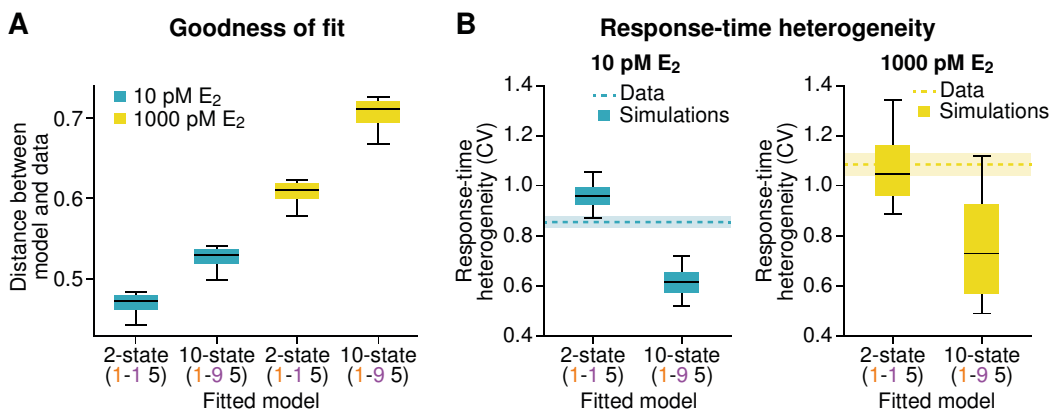 A
Goodness of fit
10 pM E2
1000 pM E2
Distance between
model and data
0.7
0.6
0.5
2-state
(1-1 5)
10-state
(1-9 5)
2-state
(1-1 5)
10-state
(1-9 5)
Fitted model
B
Response-time heterogeneity
10 pM E2
Data
Simulations
Response-time
heterogeneity (CV)
1.4
1.2
1.0
0.8
0.6
0.4
2-state
(1-1 5)
10-state
(1-9 5)
Fitted model
1000 pM E2
Data
Simulations
Response-time
heterogeneity (CV)
1.4
1.2
1.0
0.8
0.6
0.4
2-state
(1-1 5)
10-state
(1-9 5)
Fitted model